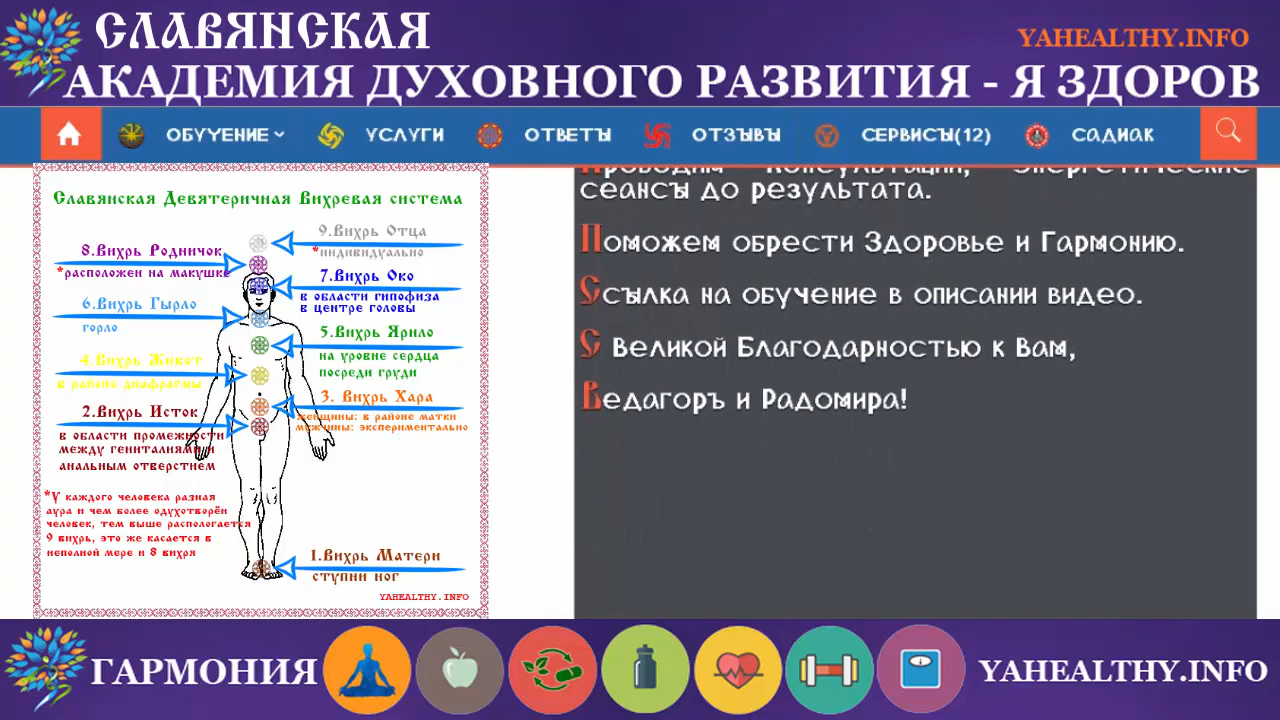 СЛАВЯНСКАЯ
YAHEALTHY.INFO
АКАДЕМИЯ ДУХОВНОГО РАЗВИТИЯ - Я ЗДОРОВ
ОБУЧЕНИЕ УСЛУГИ ОТВЕТЫ ОТЗЫВЫ СЕРВИСЫ(12) САДИАК
Славянская Девятеричная Вихревая система
9.Вихрь Отца
*индивидуально
8.Вихрь Родничок
*расположен на макушке
7.Вихрь Око
в области гипофиза
в центре головы
6.Вихрь Гырло
горло
5.Вихрь Ярило
на уровне сердца
посреди груди
4.Вихрь Живот
в районе диафрагмы
3. Вихрь Хара
женщины: в районе матки
мужчины: экспериментально
2.Вихрь Исток
в области промежности
между гениталиями и
анальным отверстием
*У каждого человека разная
аура и чем более одухотворён
человек, тем выше распологается
9 вихрь, это же касается в
неполной мере и 8 вихря
1.Вихрь Матери
ступни ног
YAHEALTHY.INFO
Проводим консультации, энергетические
сеансы до результата.
Поможем обрести Здоровье и Гармонию.
Ссылка на обучение в описании видео.
С Великой Благодарностью к Вам,
Ведагоръ и Радомира!
ГАРМОНИЯ
YAHEALTHY.INFO